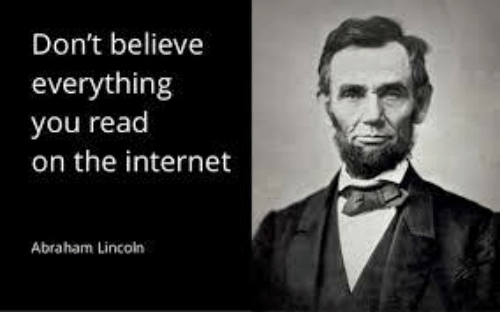 Don’t believe
everything
you read
on the internet
Abraham Lincoln